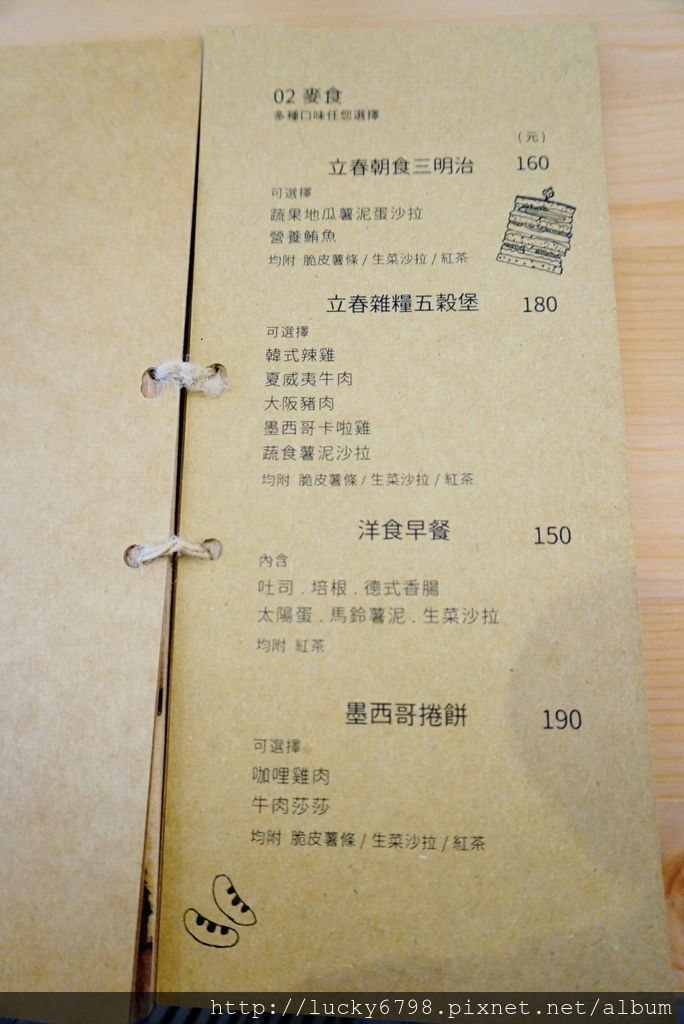 02 麥食
多種口味任您選擇
(元)
立春朝食三明治 160
可選擇
蔬果地瓜薯泥蛋沙拉
營養鮪魚
均附 脆皮薯條 / 生菜沙拉 / 紅茶
立春雜糧五穀堡 180
可選擇
韓式辣雞
夏威夷牛肉
大阪豬肉
墨西哥卡啦雞
蔬食薯泥沙拉
均附 脆皮薯條 / 生菜沙拉 / 紅茶
洋食早餐 150
內含
吐司 . 培根 . 德式香腸
太陽蛋 . 馬鈴薯泥 . 生菜沙拉
均附 紅茶
墨西哥捲餅 190
可選擇
咖哩雞肉
牛肉莎莎
均附 脆皮薯條 / 生菜沙拉 / 紅茶
http://lucky6798.pixnet.net/album